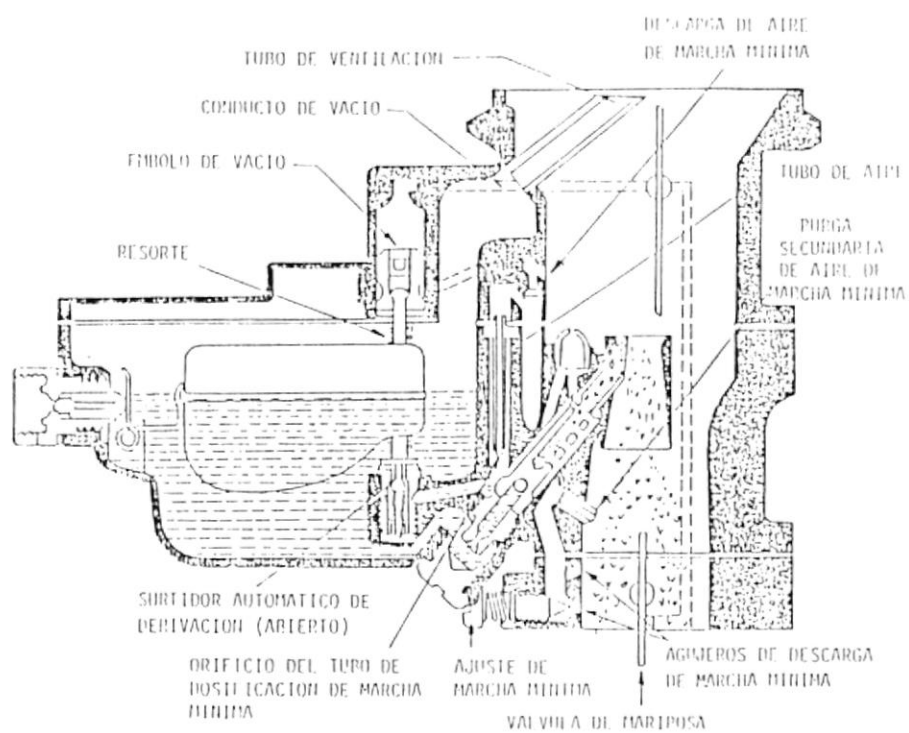 DESCARGA DE AIRE
DE MARCHA MINIMA
TUBO DE VENTILACION
CONDUCTO DE VACIO
EMBOLO DE VACIO
TUBO DE AIRE
RESORTE
PURGA
SECUNDARIA
DE AIRE DE
MARCHA MINIMA
SURTIDOR AUTOMATICO DE
DERIVACION (ABIERTO)
ORIFICIO DEL TUBO DE
DOSIFICACION DE MARCHA
MINIMA
AJUSTE DE
MARCHA MINIMA
AGUJEROS DE DESCARGA
DE MARCHA MINIMA
VALVULA DE MARIPOSA